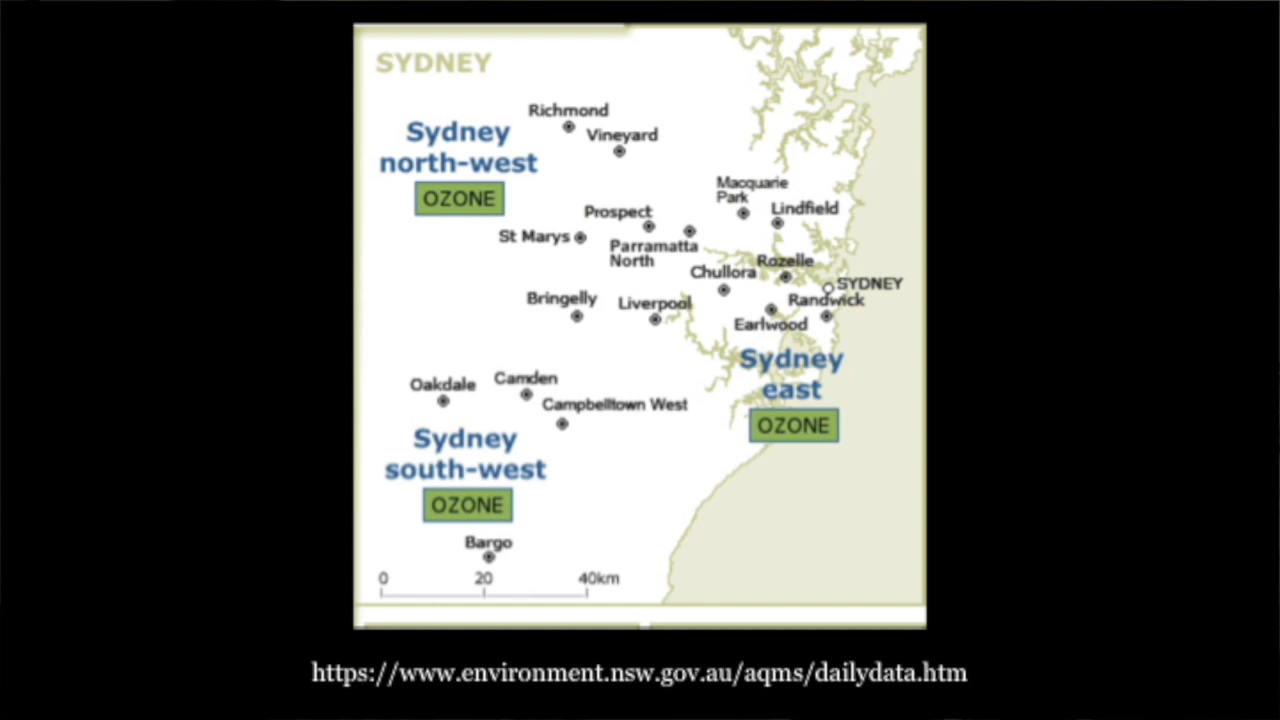 SYDNEY
Richmond
Sydney
north-west
Vineyard
OZONE
Macquarie
Park
Lindfield
Prospect
St Marys
Parramatta
North
Rozelle
Chullora
SYDNEY
Bringelly
Liverpool
Randwick
Earlwood
Sydney
east
OZONE
Oakdale
Camden
Campbelltown West
Sydney
south-west
OZONE
Bargo
0 20 40km
https://www.environment.nsw.gov.au/aqms/dailydata.htm